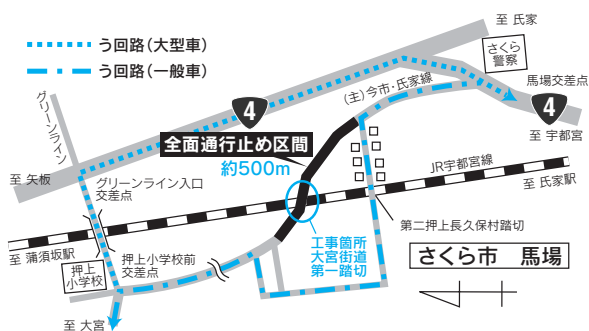 至 氏家
う回路(大型車)
う回路(一般車)
さくら
警察
馬場交差点
(主)今市・氏家線
4
4
至 宇都宮
グリーンライン
全面通行止め区間
約500m
JR宇都宮線
至 氏家駅
至 矢板
グリーンライン入口
交差点
第二押上長久保村踏切
工事箇所
大宮街道
第一踏切
さくら市 馬場
至 蒲須坂駅
押上小学校前
交差点
押上
小学校
至 大宮